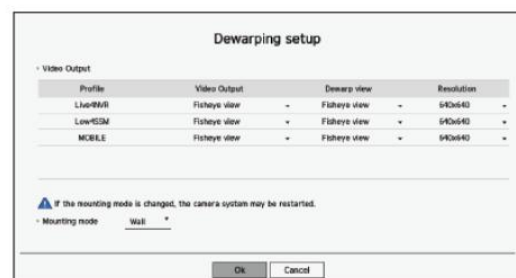 Dewarping setup
• Video Output
Profile Video Output Dewarp view Resolution
Live4NVR Fisheye view Fisheye view 640x640
Low4SSM Fisheye view Fisheye view 640x640
MOBILE Fisheye view Fisheye view 640x640
If the mounting mode is changed, the camera system may be restarted.
• Mounting mode Wall
Ok Cancel